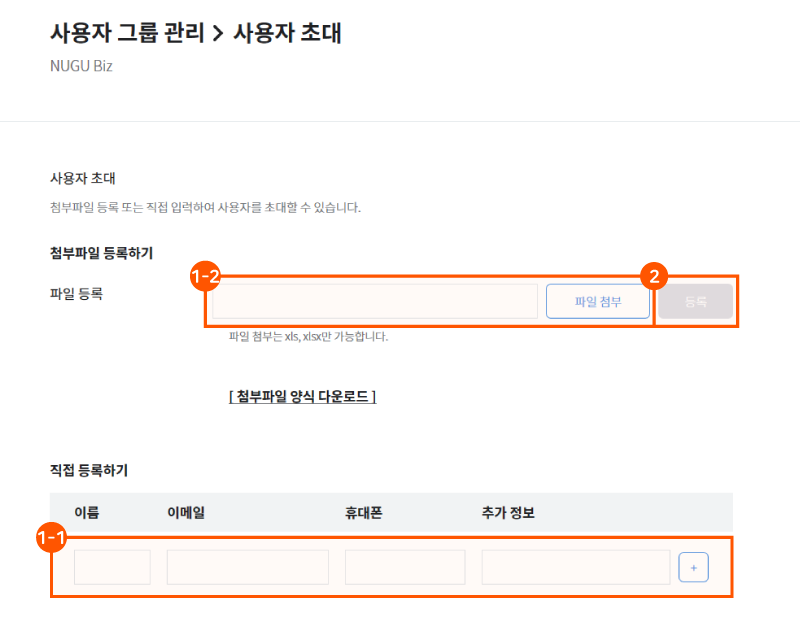 사용자 그룹 관리 > 사용자 초대
NUGU Biz
사용자 초대
첨부파일 등록 또는 직접 입력하여 사용자를 초대할 수 있습니다.
첨부파일 등록하기
1-2
2
파일 등록
파일 첨부
등록
파일 첨부는 xls, xlsx만 가능합니다.
[ 첨부파일 양식 다운로드 ]
직접 등록하기
이름 이메일 휴대폰 추가 정보
1-1
+